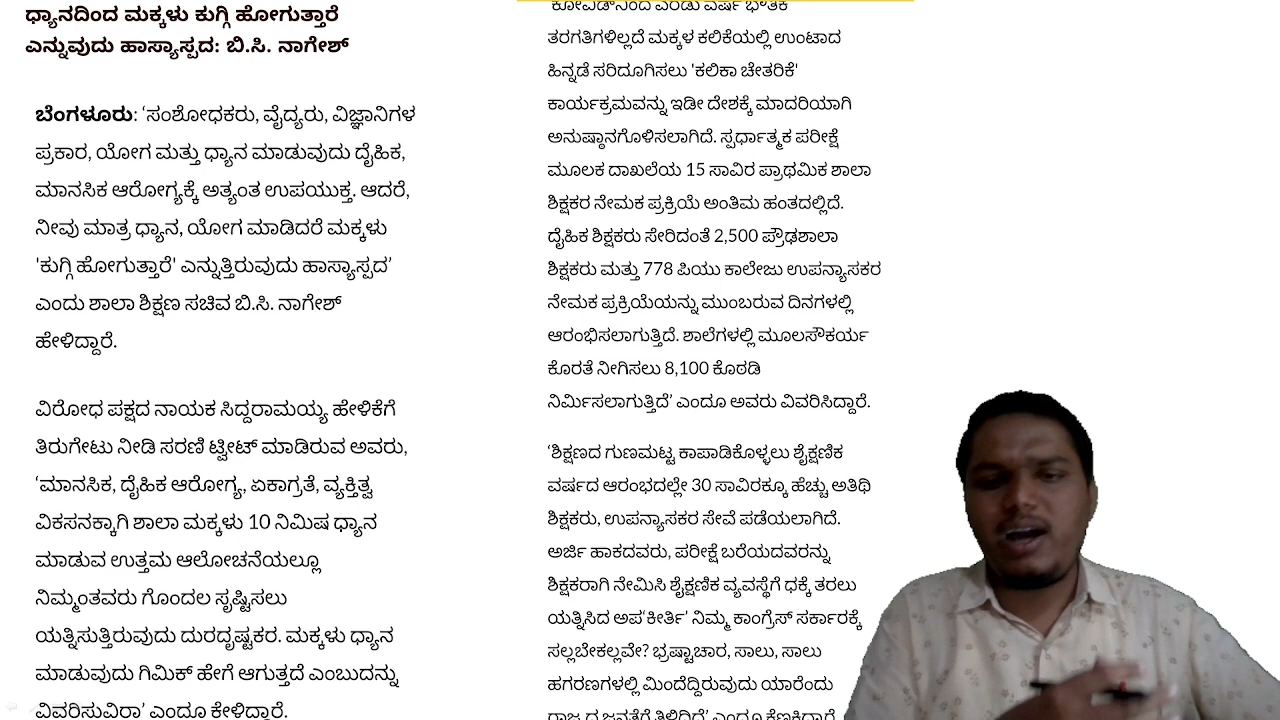 ಧ್ಯಾನದಿಂದ ಮಕ್ಕಳು ಕುಗ್ಗಿ ಹೋಗುತ್ತಾರೆ
ಎನ್ನುವುದು ಹಾಸ್ಯಾಸ್ಪದ: ಬಿ.ಸಿ. ನಾಗೇಶ್
ಬೆಂಗಳೂರು: ‘ಸಂಶೋಧಕರು, ವೈದ್ಯರು, ವಿಜ್ಞಾನಿಗಳ
ಪ್ರಕಾರ, ಯೋಗ ಮತ್ತು ಧ್ಯಾನ ಮಾಡುವುದು ದೈಹಿಕ,
ಮಾನಸಿಕ ಆರೋಗ್ಯಕ್ಕೆ ಅತ್ಯಂತ ಉಪಯುಕ್ತ. ಆದರೆ,
ನೀವು ಮಾತ್ರ ಧ್ಯಾನ, ಯೋಗ ಮಾಡಿದರೆ ಮಕ್ಕಳು
'ಕುಗ್ಗಿ ಹೋಗುತ್ತಾರೆ' ಎನ್ನುತ್ತಿರುವುದು ಹಾಸ್ಯಾಸ್ಪದ’
ಎಂದು ಶಾಲಾ ಶಿಕ್ಷಣ ಸಚಿವ ಬಿ.ಸಿ. ನಾಗೇಶ್
ಹೇಳಿದ್ದಾರೆ.
ವಿರೋಧ ಪಕ್ಷದ ನಾಯಕ ಸಿದ್ದರಾಮಯ್ಯ ಹೇಳಿಕೆಗೆ
ತಿರುಗೇಟು ನೀಡಿ ಸರಣಿ ಟ್ವೀಟ್ ಮಾಡಿರುವ ಅವರು,
‘ಮಾನಸಿಕ, ದೈಹಿಕ ಆರೋಗ್ಯ, ಏಕಾಗ್ರತೆ, ವ್ಯಕ್ತಿತ್ವ
ವಿಕಸನಕ್ಕಾಗಿ ಶಾಲಾ ಮಕ್ಕಳು 10 ನಿಮಿಷ ಧ್ಯಾನ
ಮಾಡುವ ಉತ್ತಮ ಆಲೋಚನೆಯಲ್ಲೂ
ನಿಮ್ಮಂತವರು ಗೊಂದಲ ಸೃಷ್ಟಿಸಲು
ಯತ್ನಿಸುತ್ತಿರುವುದು ದುರದೃಷ್ಟಕರ. ಮಕ್ಕಳು ಧ್ಯಾನ
ಮಾಡುವುದು ಗಿಮಿಕ್ ಹೇಗೆ ಆಗುತ್ತದೆ ಎಂಬುದನ್ನು
ವಿವರಿಸುವಿರಾ’ ಎಂದೂ ಕೇಳಿದ್ದಾರೆ.
'ಕೋವಿಡ್‌ನಿಂದ ಎರಡು ವರ್ಷ ಭೌತಿಕ
ತರಗತಿಗಳಿಲ್ಲದೆ ಮಕ್ಕಳ ಕಲಿಕೆಯಲ್ಲಿ ಉಂಟಾದ
ಹಿನ್ನಡೆ ಸರಿದೂಗಿಸಲು 'ಕಲಿಕಾ ಚೇತರಿಕೆ'
ಕಾರ್ಯಕ್ರಮವನ್ನು ಇಡೀ ದೇಶಕ್ಕೆ ಮಾದರಿಯಾಗಿ
ಅನುಷ್ಠಾನಗೊಳಿಸಲಾಗಿದೆ. ಸ್ಪರ್ಧಾತ್ಮಕ ಪರೀಕ್ಷೆ
ಮೂಲಕ ದಾಖಲೆಯ 15 ಸಾವಿರ ಪ್ರಾಥಮಿಕ ಶಾಲಾ
ಶಿಕ್ಷಕರ ನೇಮಕ ಪ್ರಕ್ರಿಯೆ ಅಂತಿಮ ಹಂತದಲ್ಲಿದೆ.
ದೈಹಿಕ ಶಿಕ್ಷಕರು ಸೇರಿದಂತೆ 2,500 ಪ್ರೌಢಶಾಲಾ
ಶಿಕ್ಷಕರು ಮತ್ತು 778 ಪಿಯು ಕಾಲೇಜು ಉಪನ್ಯಾಸಕರ
ನೇಮಕ ಪ್ರಕ್ರಿಯೆಯನ್ನು ಮುಂಬರುವ ದಿನಗಳಲ್ಲಿ
ಆರಂಭಿಸಲಾಗುತ್ತಿದೆ. ಶಾಲೆಗಳಲ್ಲಿ ಮೂಲಸೌಕರ್ಯ
ಕೊರತೆ ನೀಗಿಸಲು 8,100 ಕೊಠಡಿ
ನಿರ್ಮಿಸಲಾಗುತ್ತಿದೆ’ ಎಂದೂ ಅವರು ವಿವರಿಸಿದ್ದಾರೆ.
‘ಶಿಕ್ಷಣದ ಗುಣಮಟ್ಟ ಕಾಪಾಡಿಕೊಳ್ಳಲು ಶೈಕ್ಷಣಿಕ
ವರ್ಷದ ಆರಂಭದಲ್ಲೇ 30 ಸಾವಿರಕ್ಕೂ ಹೆಚ್ಚು ಅತಿಥಿ
ಶಿಕ್ಷಕರು, ಉಪನ್ಯಾಸಕರ ಸೇವೆ ಪಡೆಯಲಾಗಿದೆ.
ಅರ್ಜಿ ಹಾಕದವರು, ಪರೀಕ್ಷೆ ಬರೆಯದವರನ್ನು
ಶಿಕ್ಷಕರಾಗಿ ನೇಮಿಸಿ ಶೈಕ್ಷಣಿಕ ವ್ಯವಸ್ಥೆಗೆ ಧಕ್ಕೆ ತರಲು
ಯತ್ನಿಸಿದ ಅಪ'ಕೀರ್ತಿ' ನಿಮ್ಮ ಕಾಂಗ್ರೆಸ್ ಸರ್ಕಾರಕ್ಕೆ
ಸಲ್ಲಬೇಕಲ್ಲವೇ? ಭ್ರಷ್ಟಾಚಾರ, ಸಾಲು, ಸಾಲು
ಹಗರಣಗಳಲ್ಲಿ ಮಿಂದೆದ್ದಿರುವುದು ಯಾರೆಂದು
ರಾಜ್ಯದ ಜನತೆಗೆ ತಿಳಿದಿದೆ’ ಎಂದೂ ಕೆಣಕಿದ್ದಾರೆ.